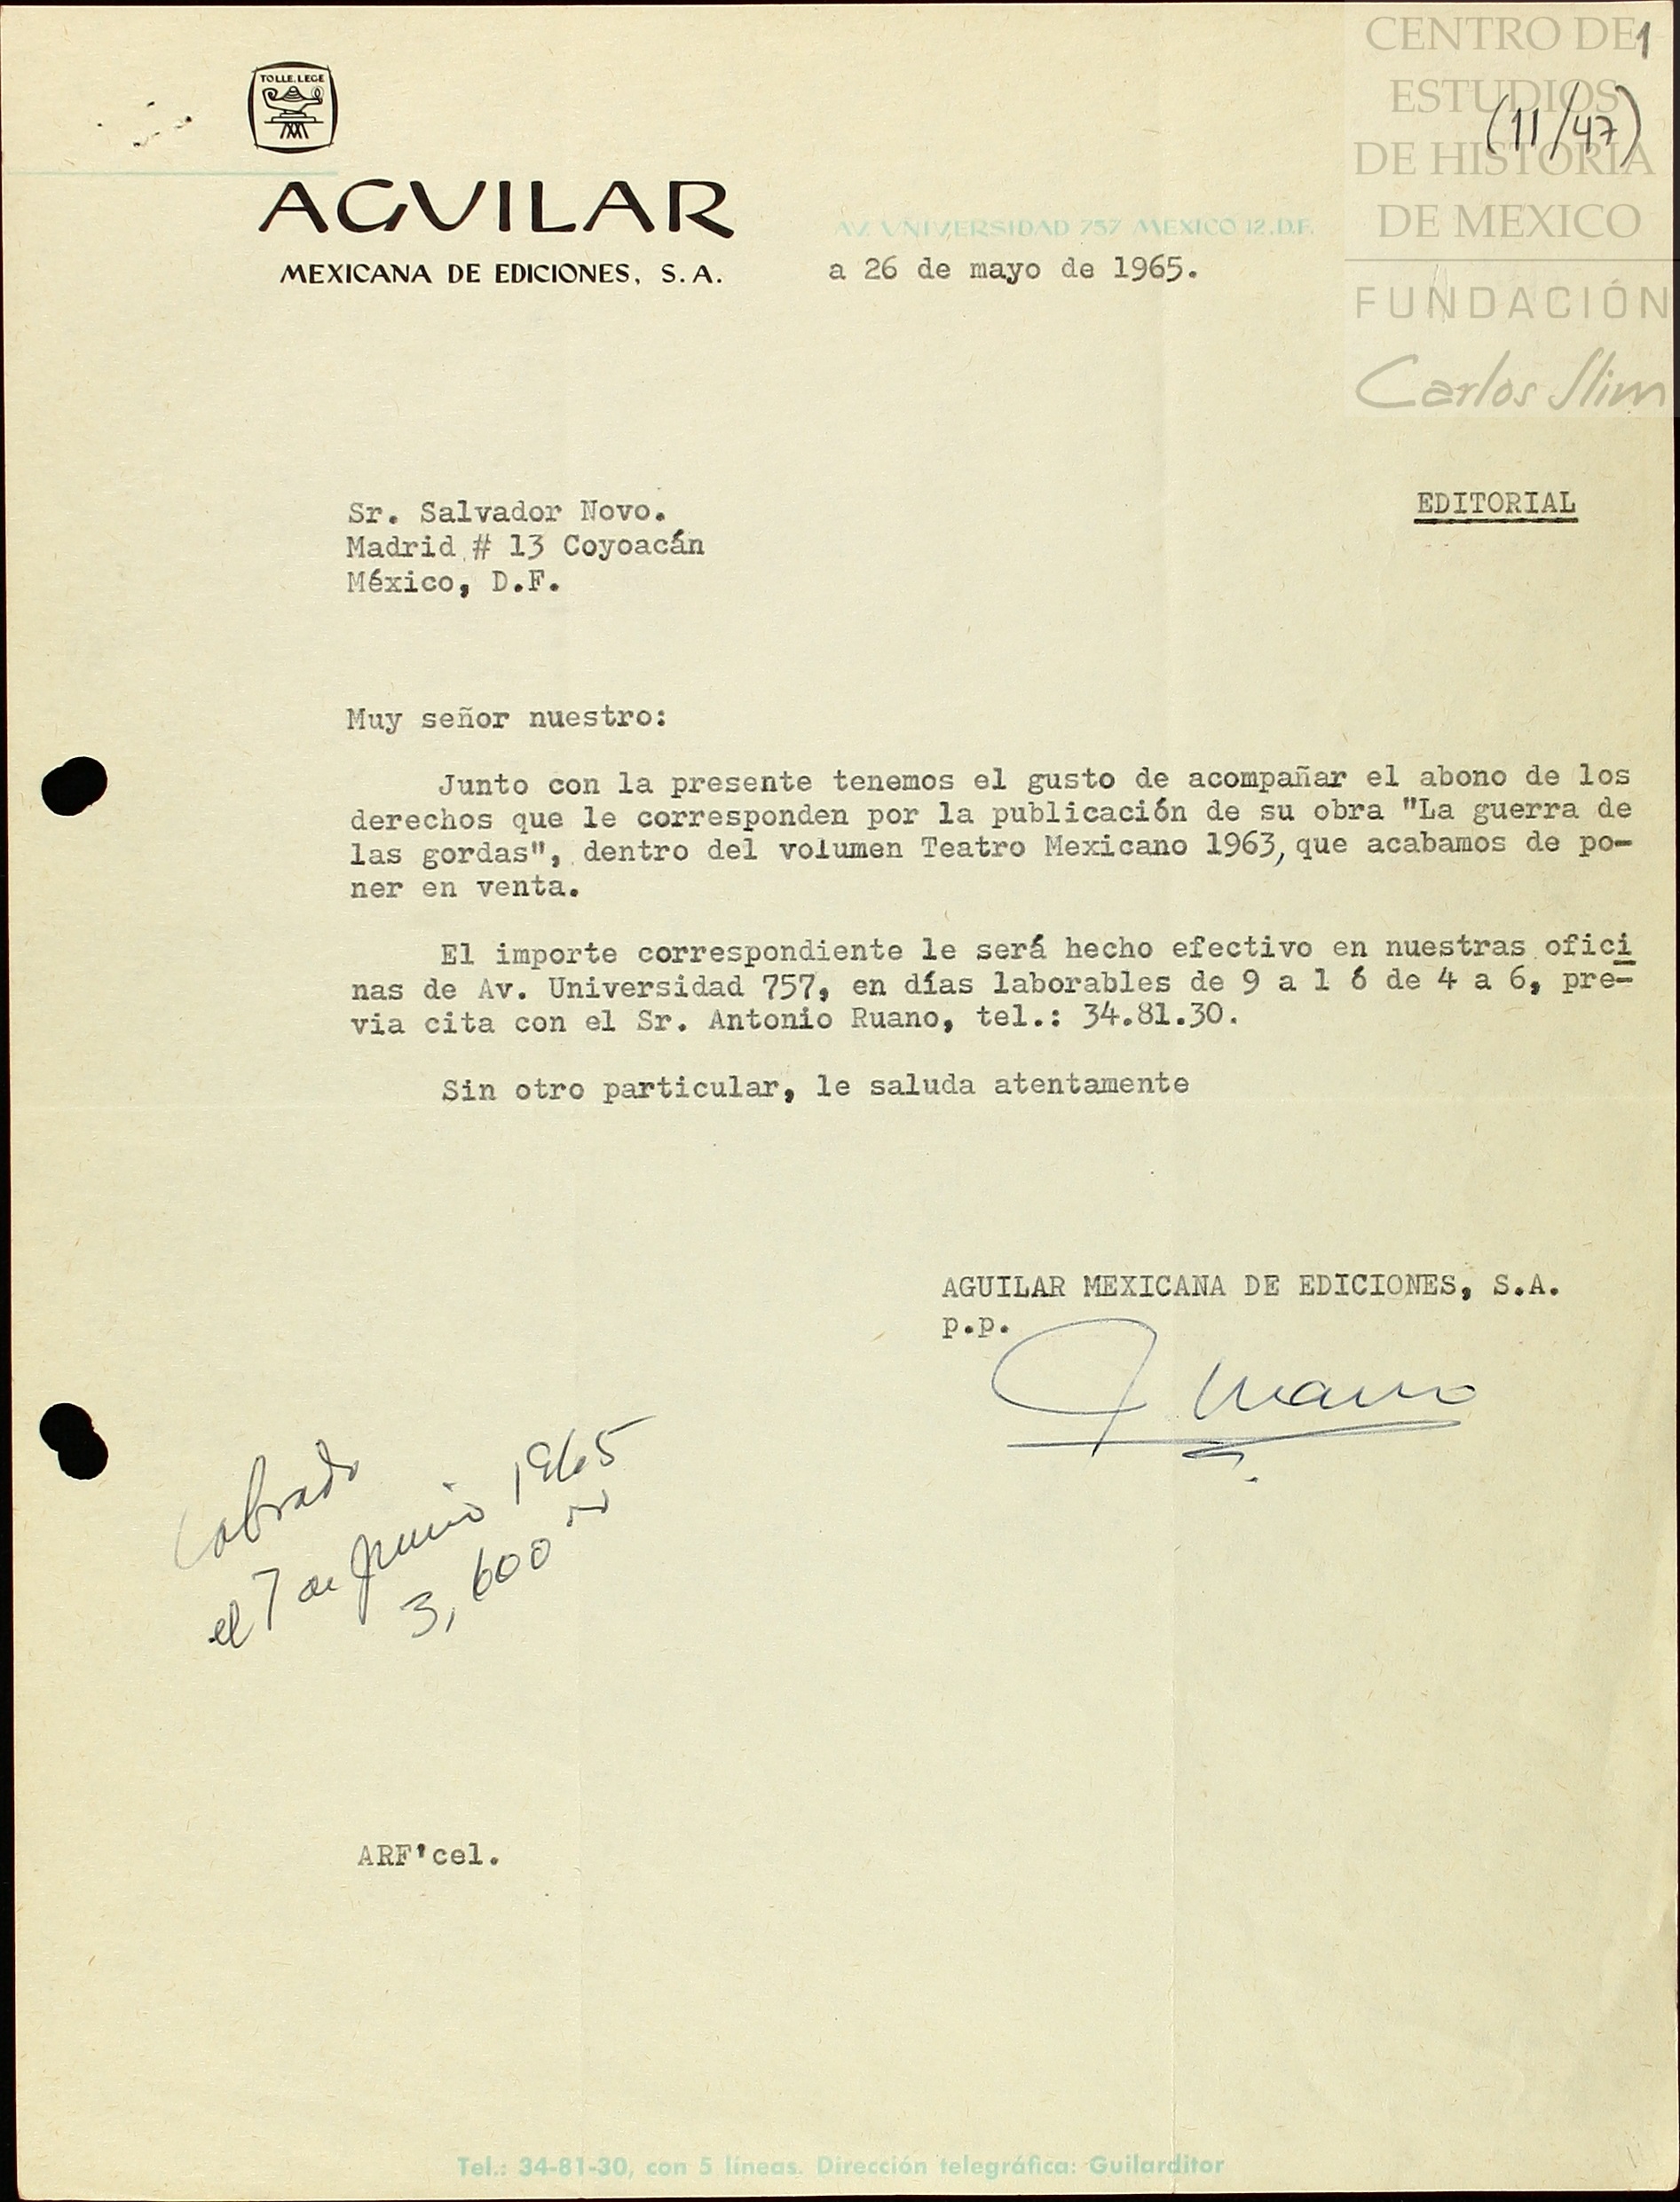 CENTRO DE
ESTUDIOS
DE HISTORIA
DE MEXICO
FUNDACIÓN
Carlos Slim
1
(11/47)
TOLLE, LEGE
AGUILAR
MEXICANA DE EDICIONES, S.A.
AV. UNIVERSIDAD 757 MEXICO 12.D.F.
a 26 de mayo de 1965.
EDITORIAL
Sr. Salvador Novo.
Madrid # 13 Coyoacán
México, D.F.
Muy señor nuestro:
Junto con la presente tenemos el gusto de acompañar el abono de los
derechos que le corresponden por la publicación de su obra "La guerra de
las gordas", dentro del volumen Teatro Mexicano 1963, que acabamos de po-
ner en venta.
El importe correspondiente le será hecho efectivo en nuestras ofici
nas de Av. Universidad 757, en días laborables de 9 a 1 ó de 4 a 6, pre-
via cita con el Sr. Antonio Ruano, tel.: 34.81.30.
Sin otro particular, le saluda atentamente
AGUILAR MEXICANA DE EDICIONES, S.A.
p.p.
Ruano
Cobrado
el 7 de Junio 1965
3,600
ARF'cel.
Tel.: 34-81-30, con 5 líneas. Dirección telegráfica: Guilarditor